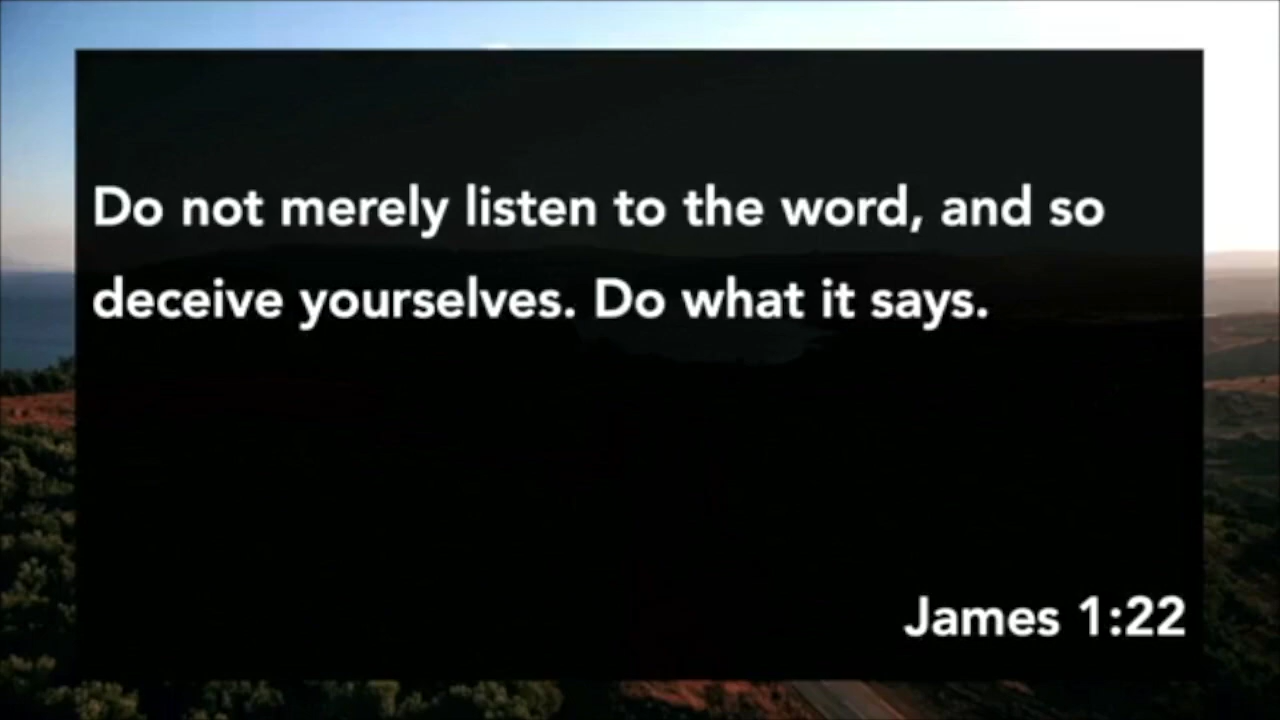 Do not merely listen to the word, and so
deceive yourselves. Do what it says.
James 1:22